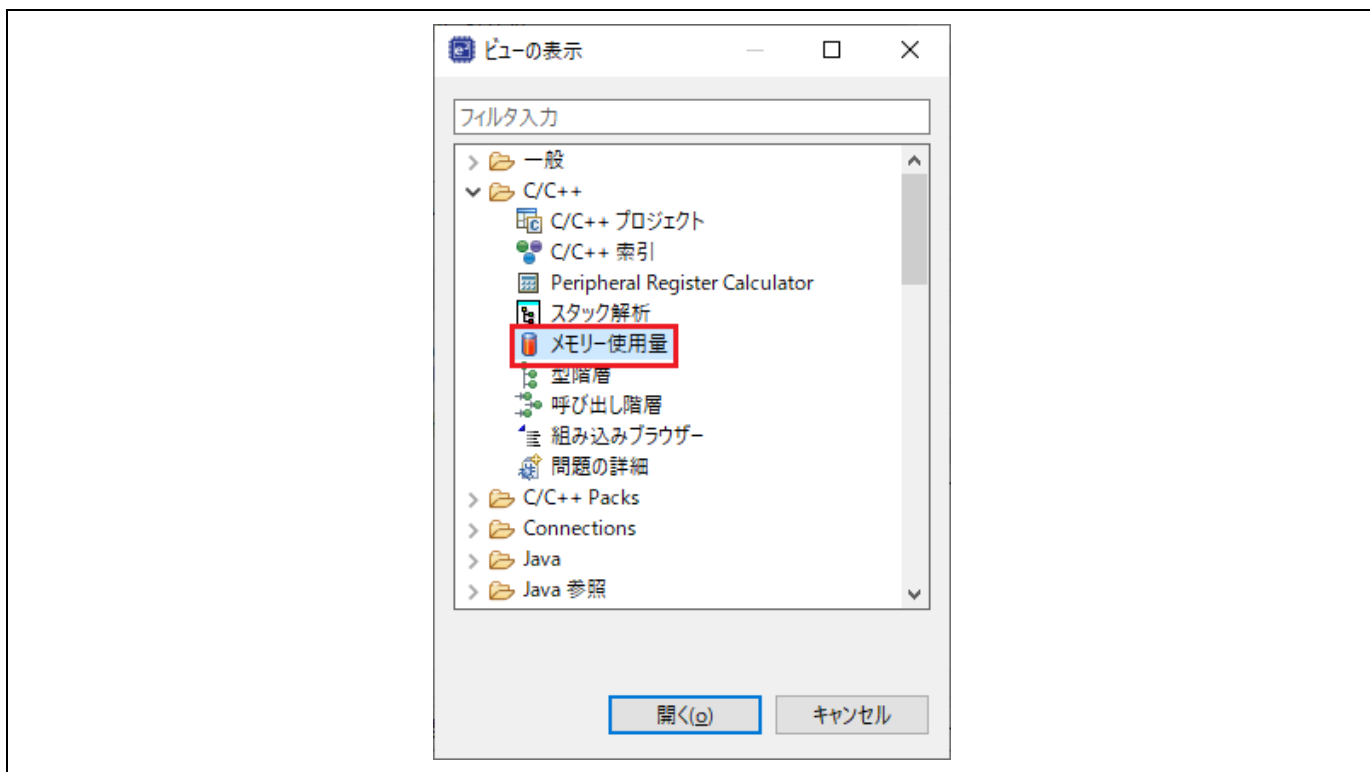 ビューの表示
フィルタ入力
一般
C/C++
C/C++ プロジェクト
C/C++ 索引
Peripheral Register Calculator
スタック解析
メモリー使用量
型階層
呼び出し階層
組み込みブラウザー
問題の詳細
C/C++ Packs
Connections
Java
Java 参照
開く(o)
キャンセル